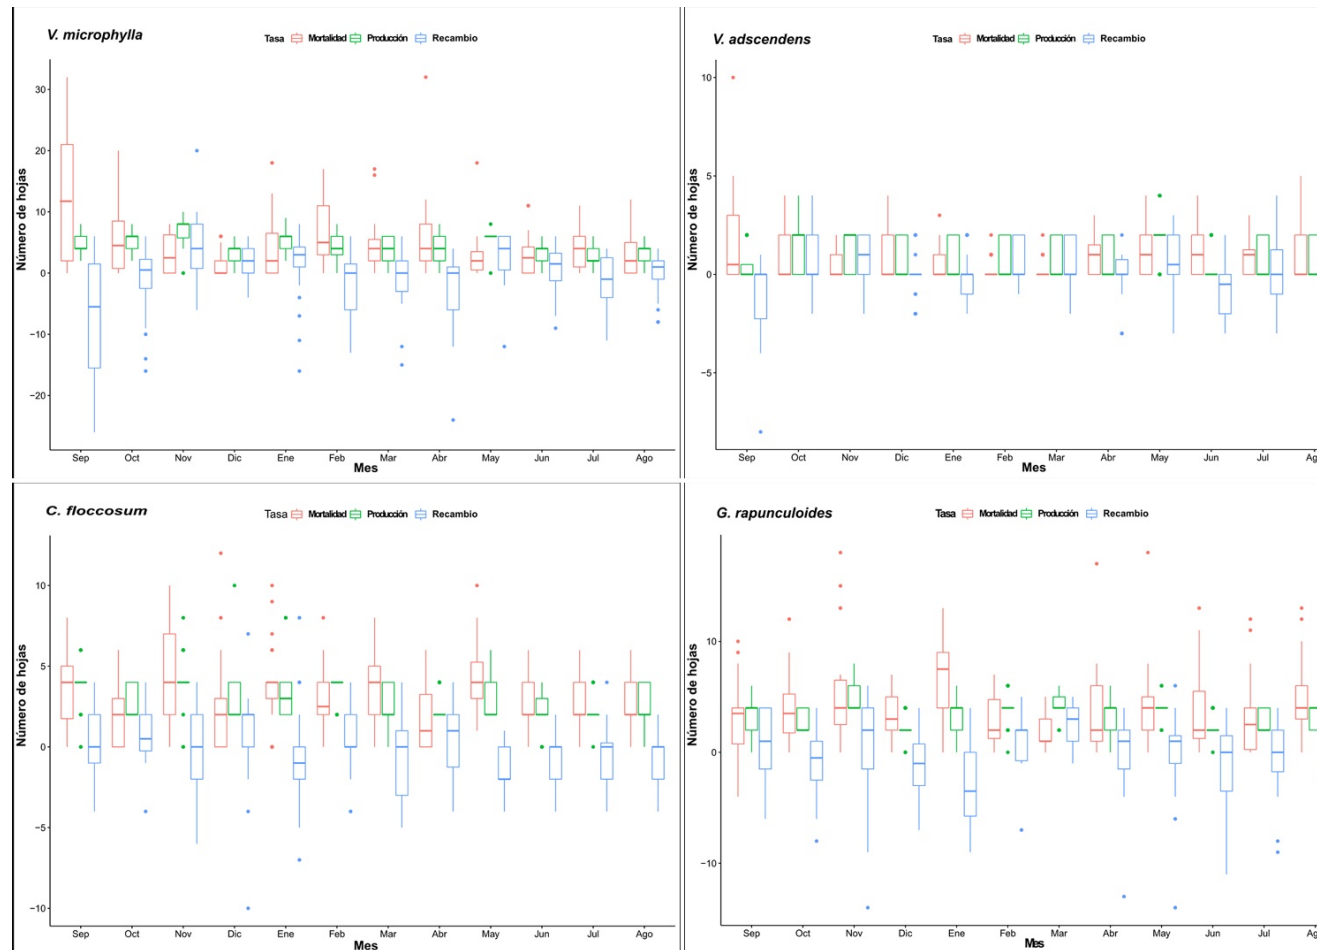 V. microphylla
Tasa Mortalidad Producción Recambio
Número de hojas
30
20
10
0
−10
−20
Sep Oct Nov Dic Ene Feb Mar Abr May Jun Jul Ago
Mes
V. adscendens
Tasa Mortalidad Producción Recambio
Número de hojas
10
5
0
−5
Sep Oct Nov Dic Ene Feb Mar Abr May Jun Jul Ag
Mes
C. floccosum
Tasa Mortalidad Producción Recambio
Número de hojas
10
5
0
−5
−10
Sep Oct Nov Dic Ene Feb Mar Abr May Jun Jul Ago
Mes
G. rapunculoides
Tasa Mortalidad Producción Recambio
Número de hojas
10
0
−10
Sep Oct Nov Dic Ene Feb Mar Abr May Jun Jul Ag
Mes